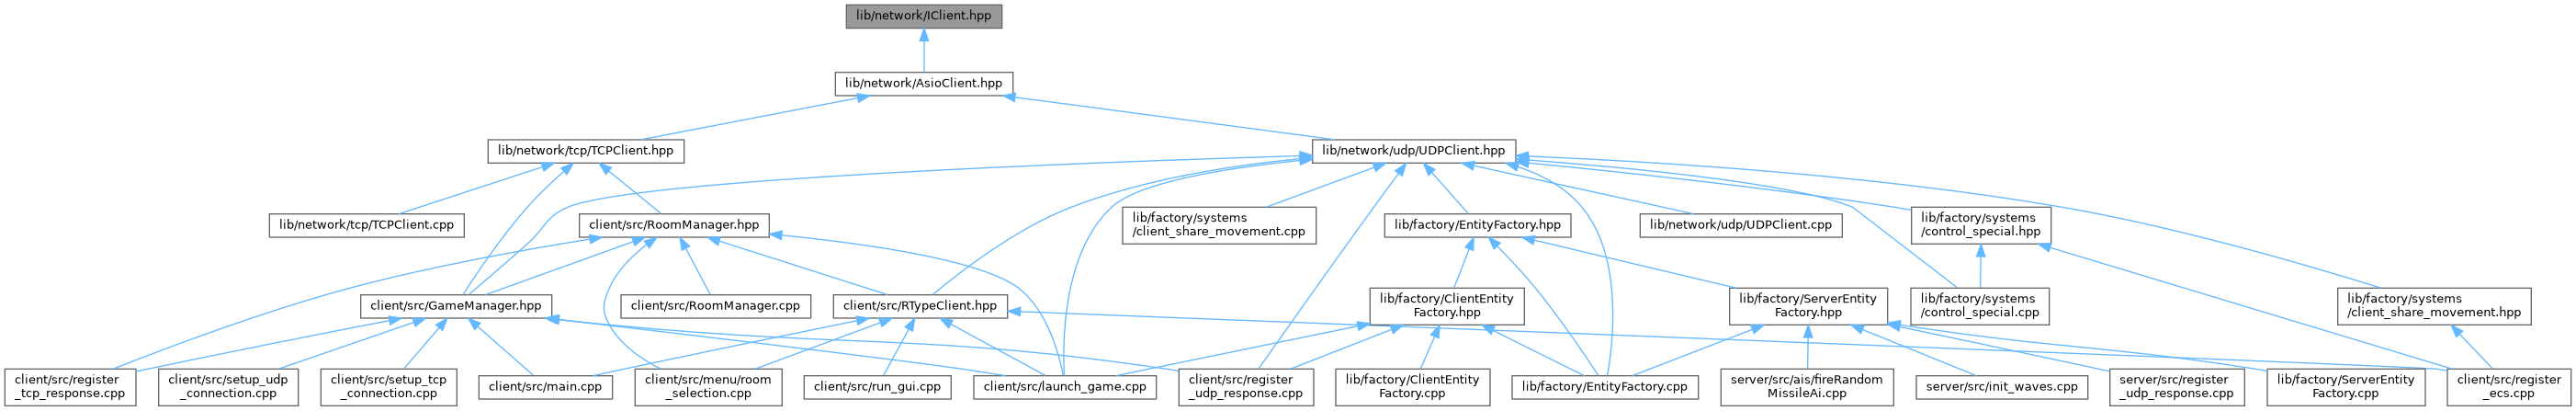 lib/network/IClient.hpp
lib/network/AsioClient.hpp
lib/network/tcp/TCPClient.hpp
lib/network/udp/UDPClient.hpp
lib/network/tcp/TCPClient.cpp
client/src/RoomManager.hpp
lib/factory/systems
/client_share_movement.cpp
lib/factory/EntityFactory.hpp
lib/network/udp/UDPClient.cpp
lib/factory/systems
/control_special.hpp
client/src/GameManager.hpp
client/src/RoomManager.cpp
client/src/RTypeClient.hpp
lib/factory/ClientEntity
Factory.hpp
lib/factory/ServerEntity
Factory.hpp
lib/factory/systems
/control_special.cpp
lib/factory/systems
/client_share_movement.hpp
client/src/register
_tcp_response.cpp
client/src/setup_udp
_connection.cpp
client/src/setup_tcp
_connection.cpp
client/src/main.cpp
client/src/menu/room
_selection.cpp
client/src/run_gui.cpp
client/src/launch_game.cpp
client/src/register
_udp_response.cpp
lib/factory/ClientEntity
Factory.cpp
lib/factory/EntityFactory.cpp
server/src/ais/fireRandom
MissileAi.cpp
server/src/init_waves.cpp
server/src/register
_udp_response.cpp
lib/factory/ServerEntity
Factory.cpp
client/src/register
_ecs.cpp